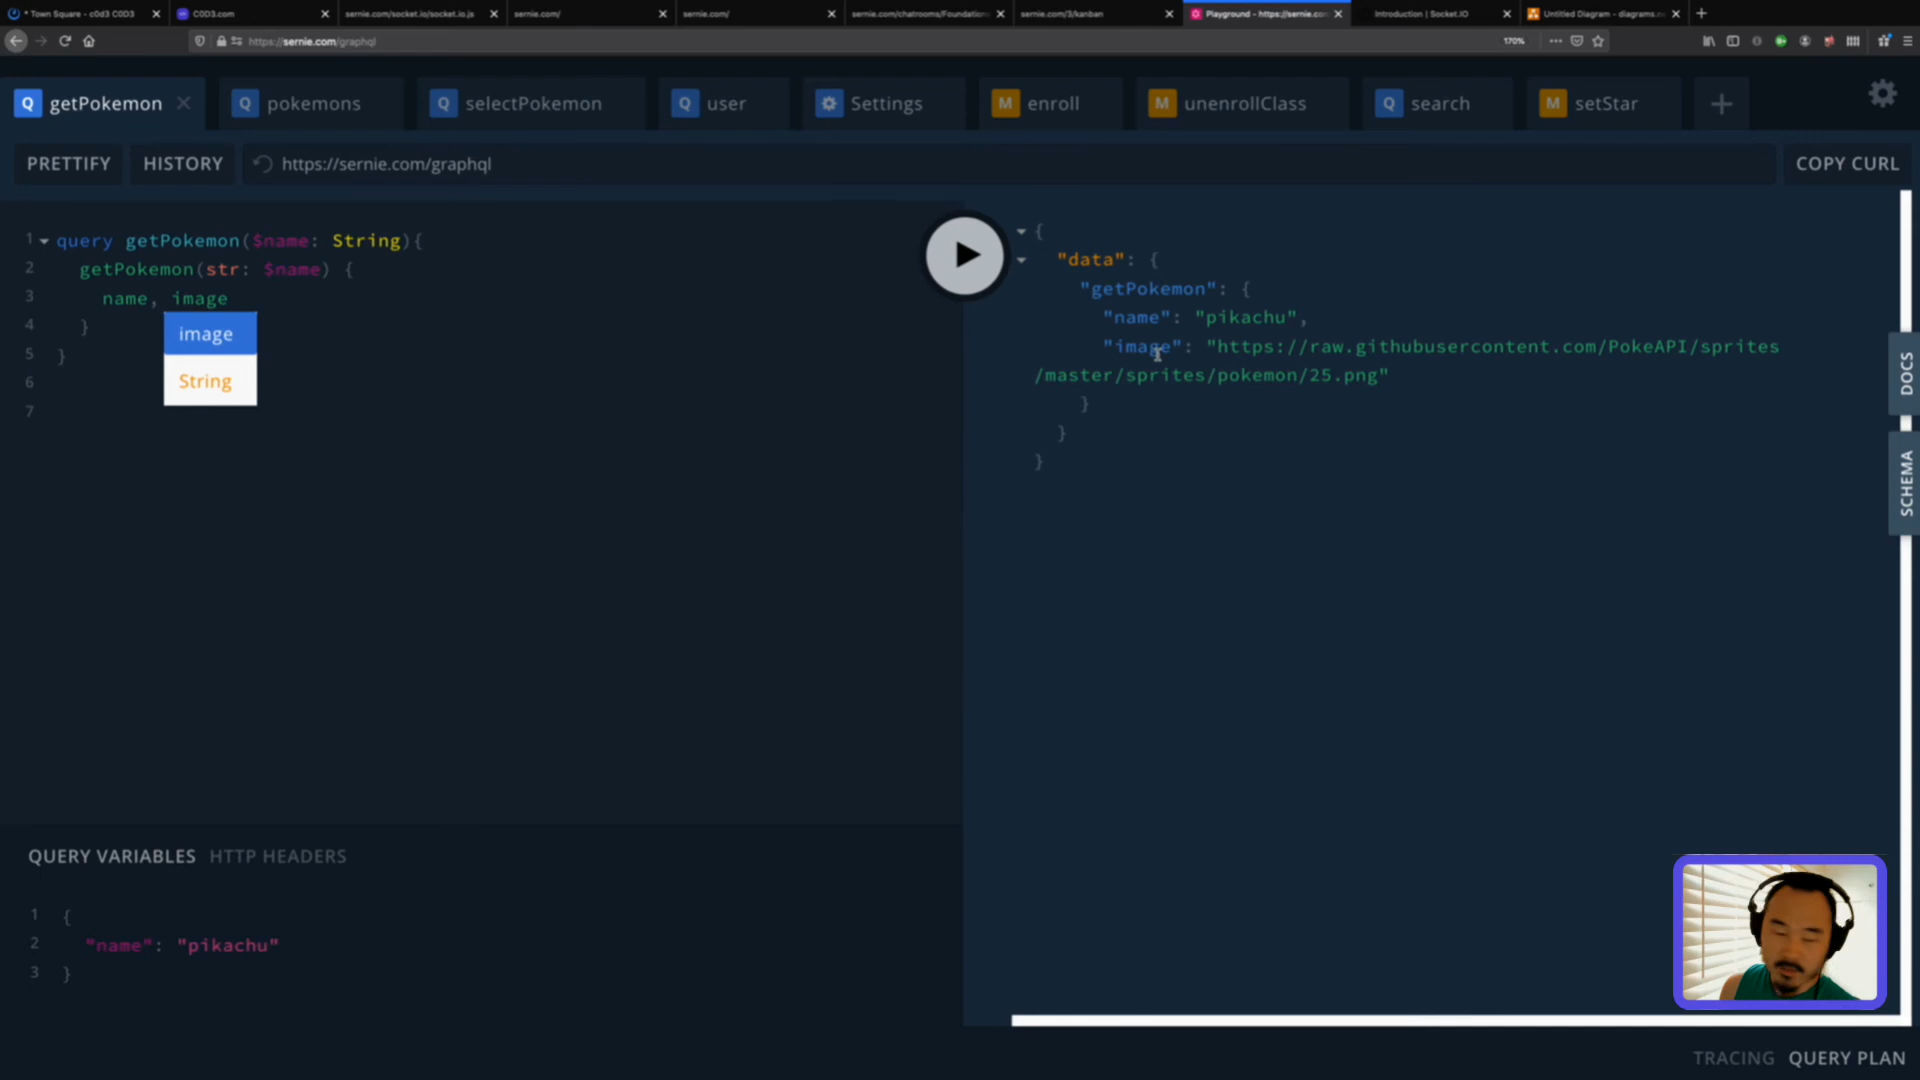 * Town Square - c0d3 C0D3
C0D3.com
sernie.com/socket.io/socket.io.js
sernie.com/
sernie.com/
sernie.com/chatrooms/Foundation
sernie.com/3/kanban
Playground - https://sernie.co
Introduction | Socket.IO
Untitled Diagram - diagrams.n
https://sernie.com/graphql
170%
Q getPokemon
Q pokemons
Q selectPokemon
Q user
Settings
M enroll
M unenrollClass
Q search
M setStar
PRETTIFY
HISTORY
https://sernie.com/graphql
COPY CURL
1 query getPokemon($name: String){
2 getPokemon(str: $name) {
3 name, image
4 }
5 }
6
7
image
String
{
"data": {
"getPokemon": {
"name": "pikachu",
"image": "https://raw.githubusercontent.com/PokeAPI/sprites
/master/sprites/pokemon/25.png"
}
}
}
DOCS
SCHEMA
QUERY VARIABLES HTTP HEADERS
1 {
2 "name": "pikachu"
3 }
TRACING QUERY PLAN